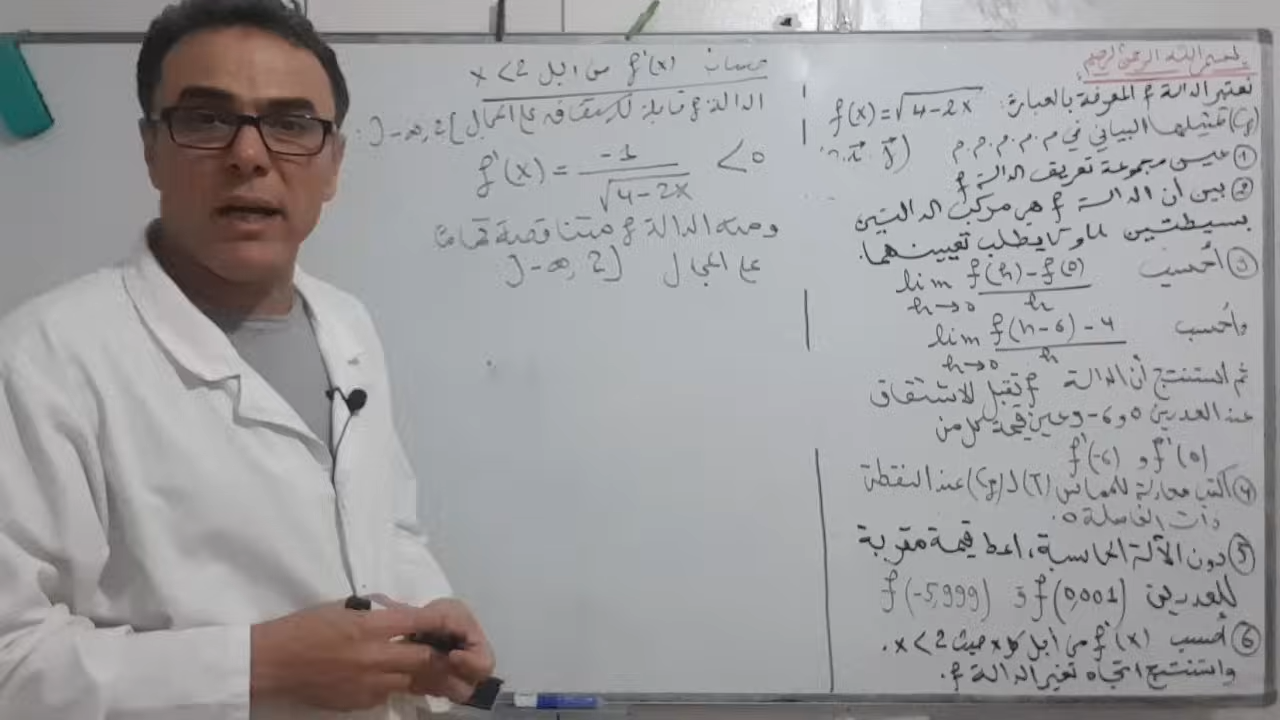 بسم الله الرحمن الرحيم
نعتبر الدالة f المعرفة بالعبارة: f(x)=√(4-2x)
(Cf) تمثيلها البياني في م.م.م.م (o, i⃗, j⃗)
① عين مجموعة تعريف الدالة f
② بين أن الدالة f هي مركب الدالتين
بسيطتين u و v يطلب تعيينهما.
③ أحسب lim h→0 (f(h)-f(0))/h
وأحسب lim h→0 (f(h-6)-4)/h
ثم استنتج أن الدالة f تقبل الاشتقاق
عند العددين 0 و 6- وعين قيمة كل من
f'(0) و f'(-6)
④ أكتب معادلة للمماس (T) لـ (Cf) عند النقطة
ذات الفاصلة 0.
⑤ دون الآلة الحاسبة، اعط قيمة مقربة
للعددين f(0,001) و f(-5,999)
⑥ أحسب f'(x) من أجل كل x حيث x<2.
واستنتج اتجاه تغير الدالة f.
حساب f'(x) من أجل x<2
الدالة f قابلة للاشتقاق على المجال ]-∞, 2[:
f'(x) = -1/√(4-2x) <0
ومنه الدالة f متناقصة تماما
على المجال ]-∞, 2[